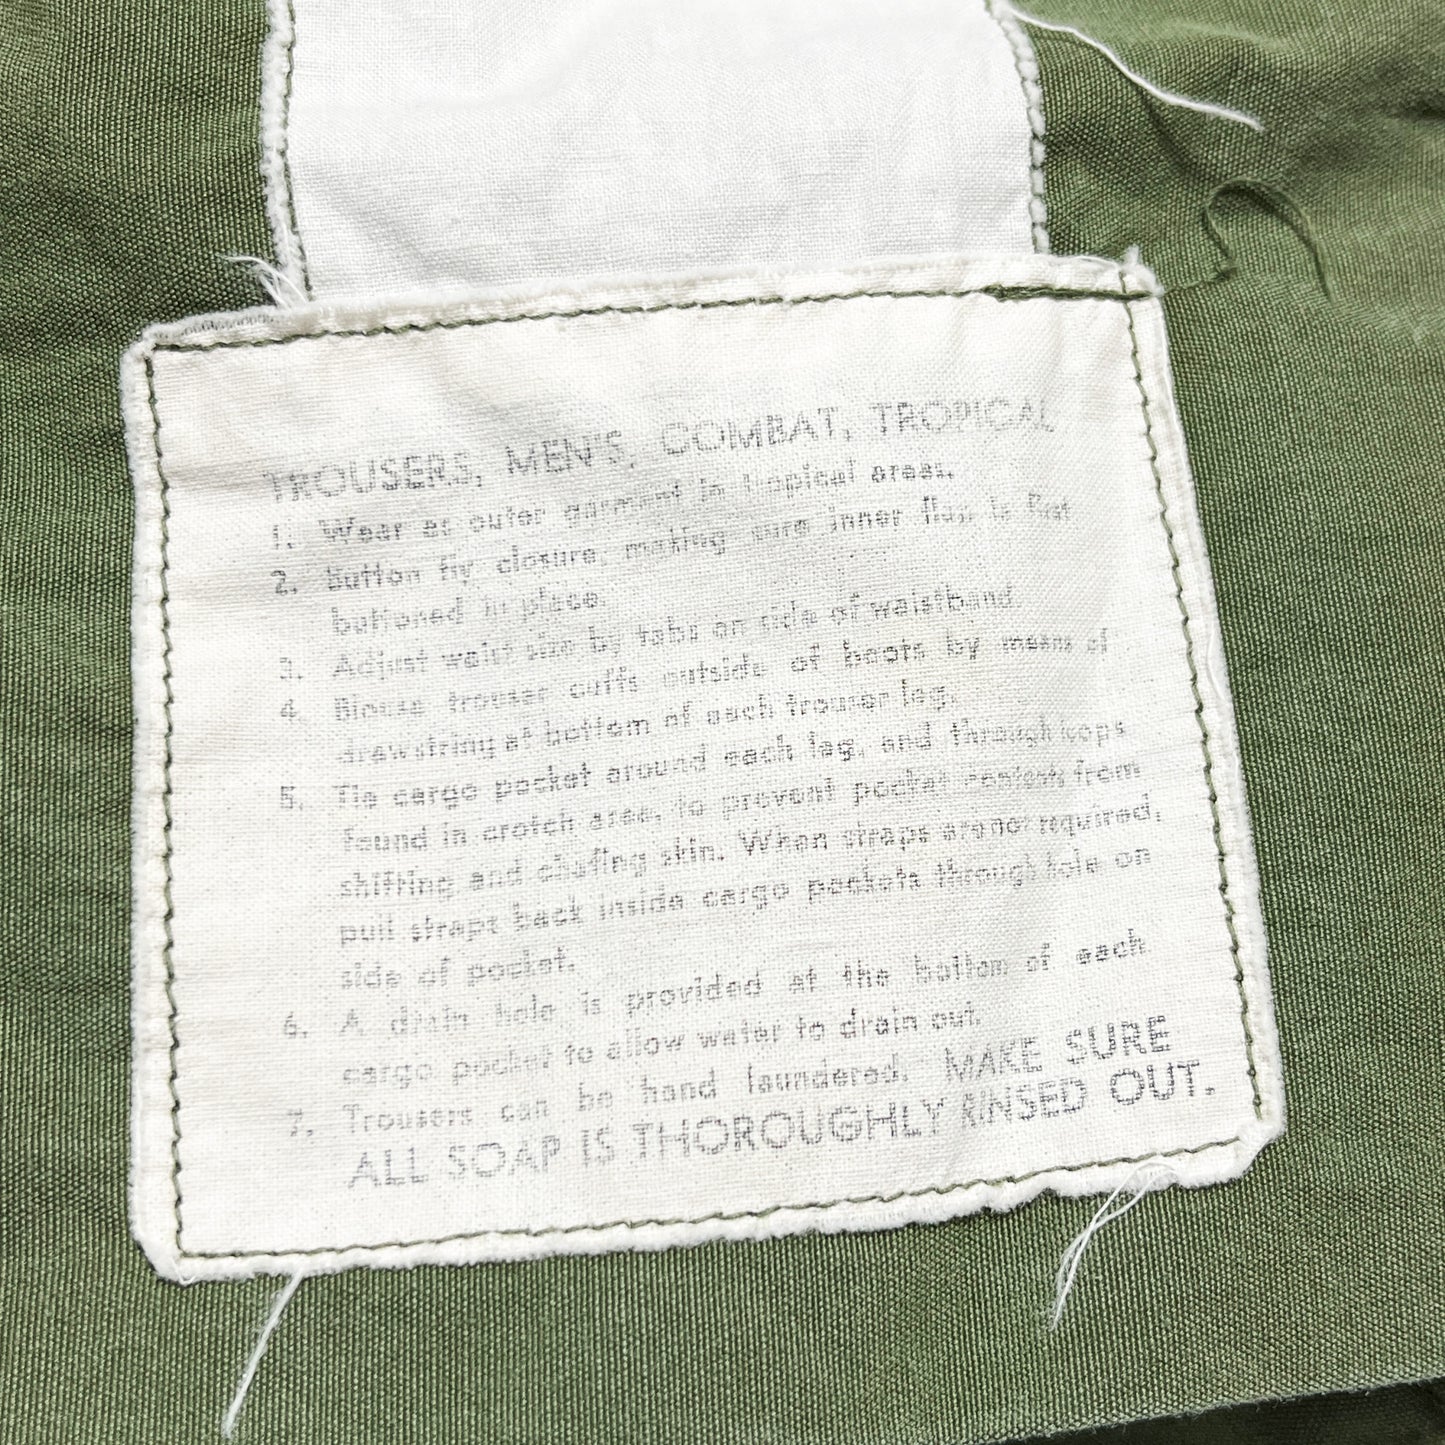 TROUSERS, MEN'S, COMBAT, TROPICAL
1. Wear as outer garment in tropical areas.
2. Button fly closure, making sure inner flap is first
buttoned in place.
3. Adjust waist size by tabs on side of waistband.
4. Blouse trouser cuffs outside of boots by means of
drawstring at bottom of each trouser leg.
5. Tie cargo pocket around each leg, and through loops
found in crotch area, to prevent pocket contents from
shifting and chafing skin. When straps are not required,
pull straps back inside cargo pockets through hole on
side of pocket.
6. A drain hole is provided at the bottom of each
cargo pocket to allow water to drain out.
7. Trousers can be hand laundered. MAKE SURE
ALL SOAP IS THOROUGHLY RINSED OUT.